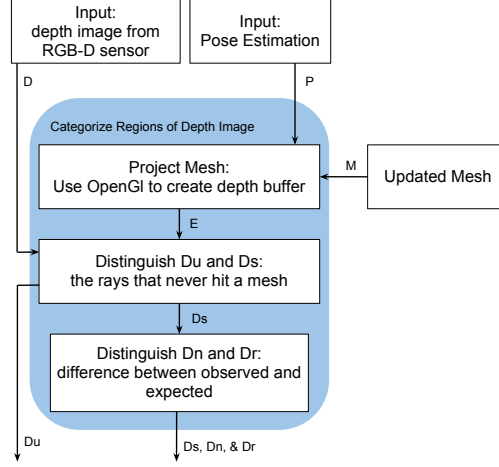 Input:
depth image from
RGB-D sensor
Input:
Pose Estimation
D
P
Categorize Regions of Depth Image
Project Mesh:
Use OpenGl to create depth buffer
M
Updated Mesh
E
Distinguish Du and Ds:
the rays that never hit a mesh
Ds
Distinguish Dn and Dr:
difference between observed and
expected
Du
Ds, Dn, & Dr